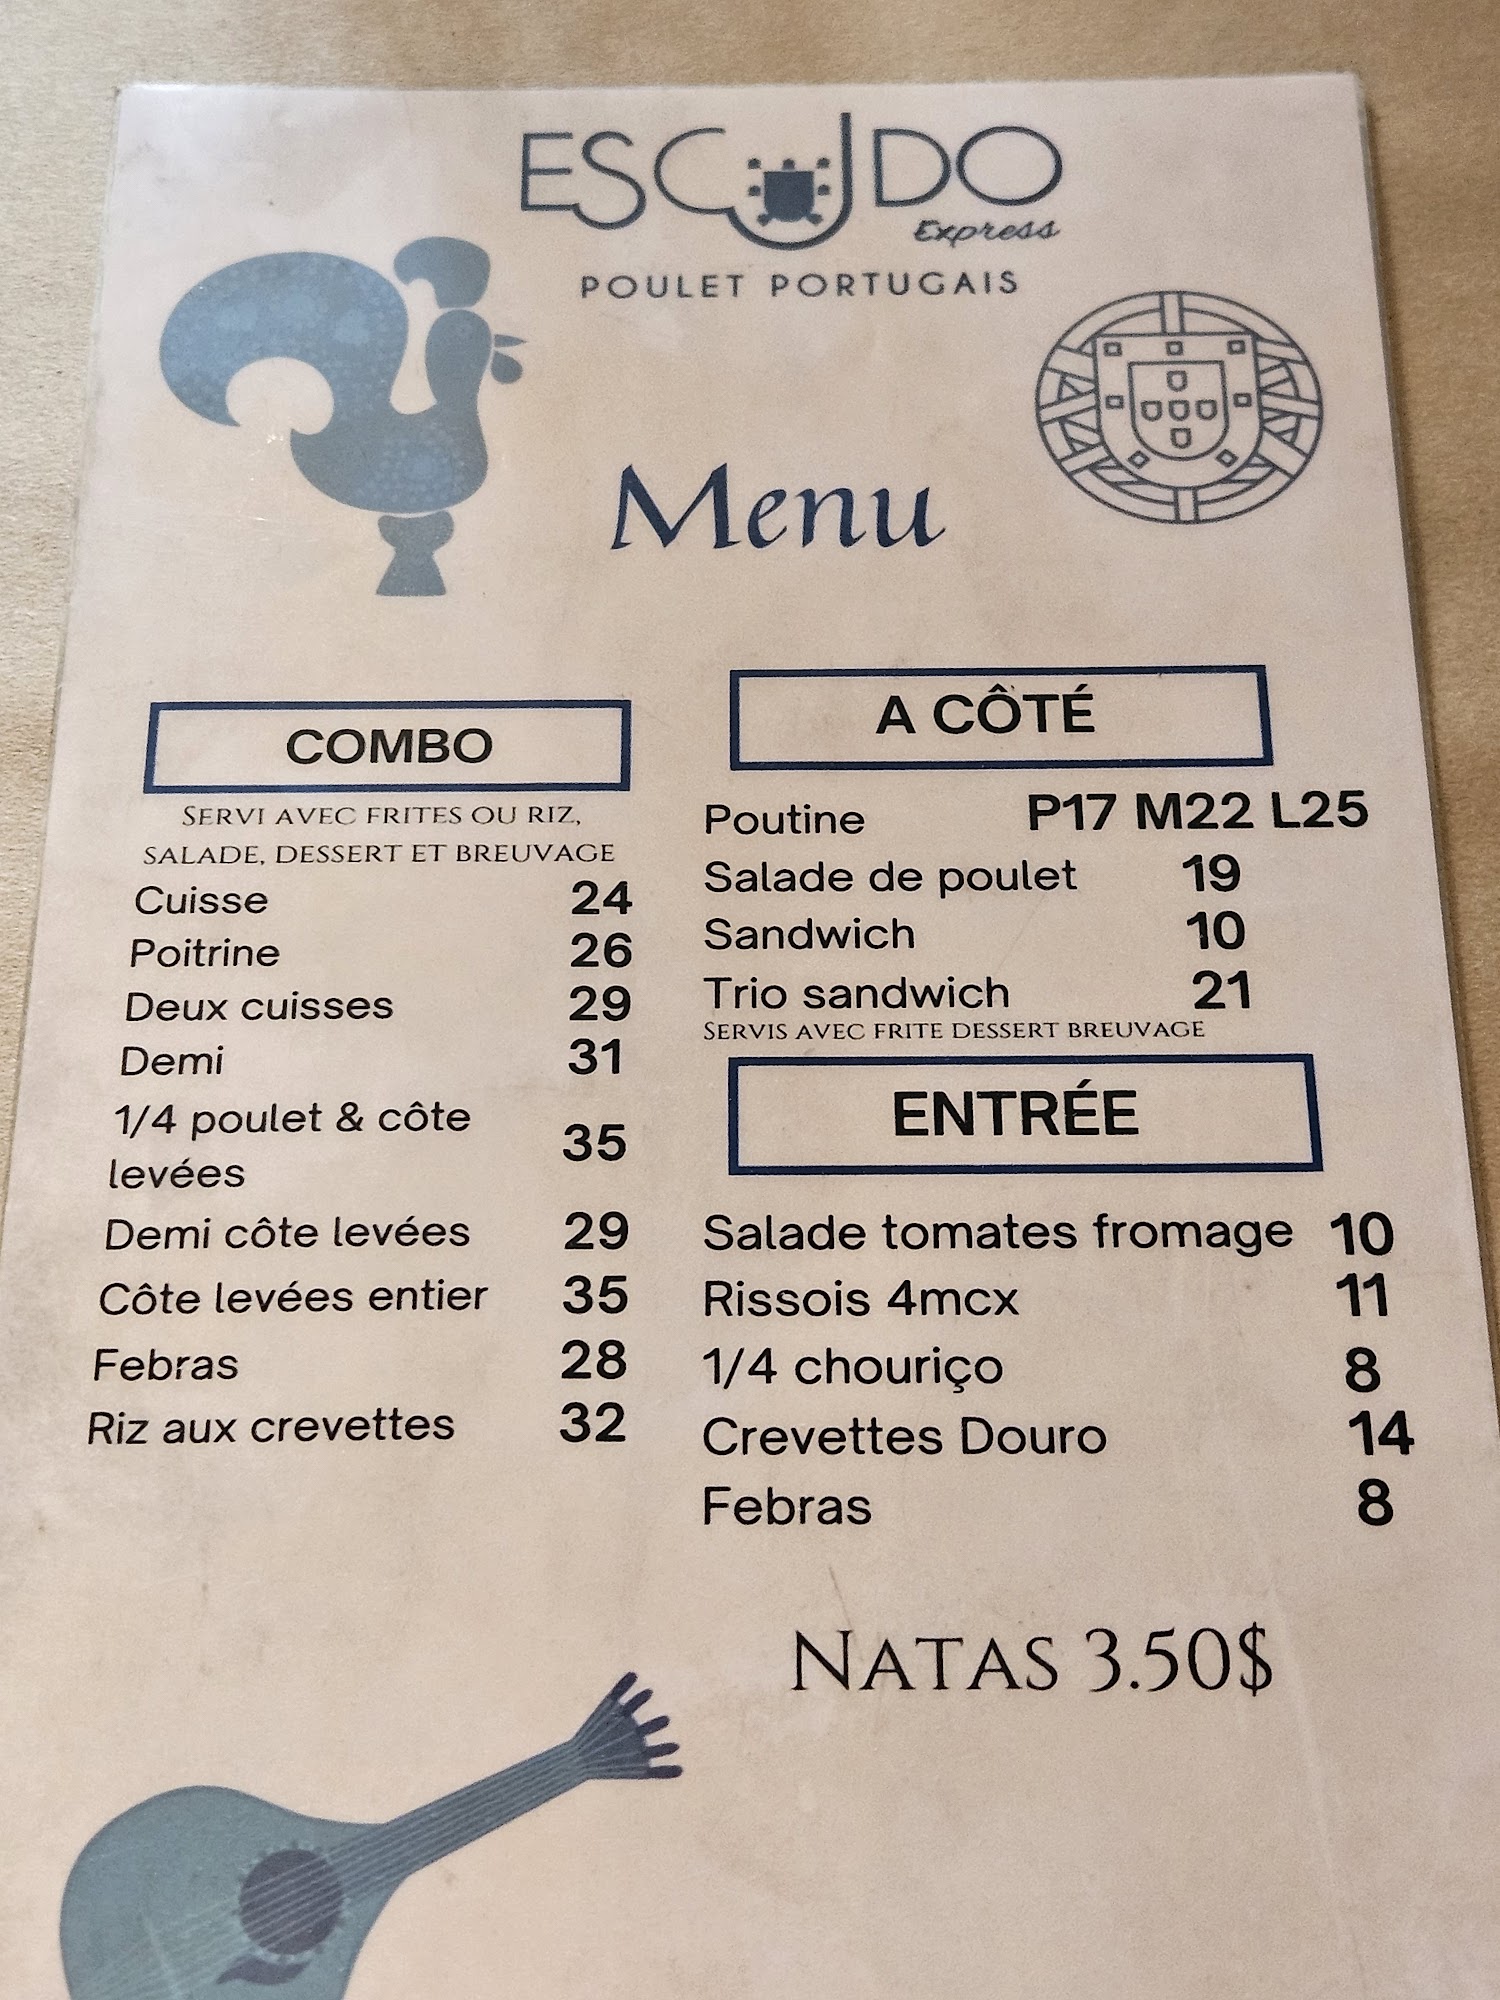 ESCUDO
Express
POULET PORTUGAIS
Menu
COMBO
SERVI AVEC FRITES OU RIZ,
SALADE, DESSERT ET BREUVAGE
Cuisse 24
Poitrine 26
Deux cuisses 29
Demi 31
1/4 poulet & côte
levées 35
Demi côte levées 29
Côte levées entier 35
Febras 28
Riz aux crevettes 32
A CÔTÉ
Poutine P17 M22 L25
Salade de poulet 19
Sandwich 10
Trio sandwich 21
SERVIS AVEC FRITE DESSERT BREUVAGE
ENTRÉE
Salade tomates fromage 10
Rissois 4mcx 11
1/4 chouriço 8
Crevettes Douro 14
Febras 8
NATAS 3.50$